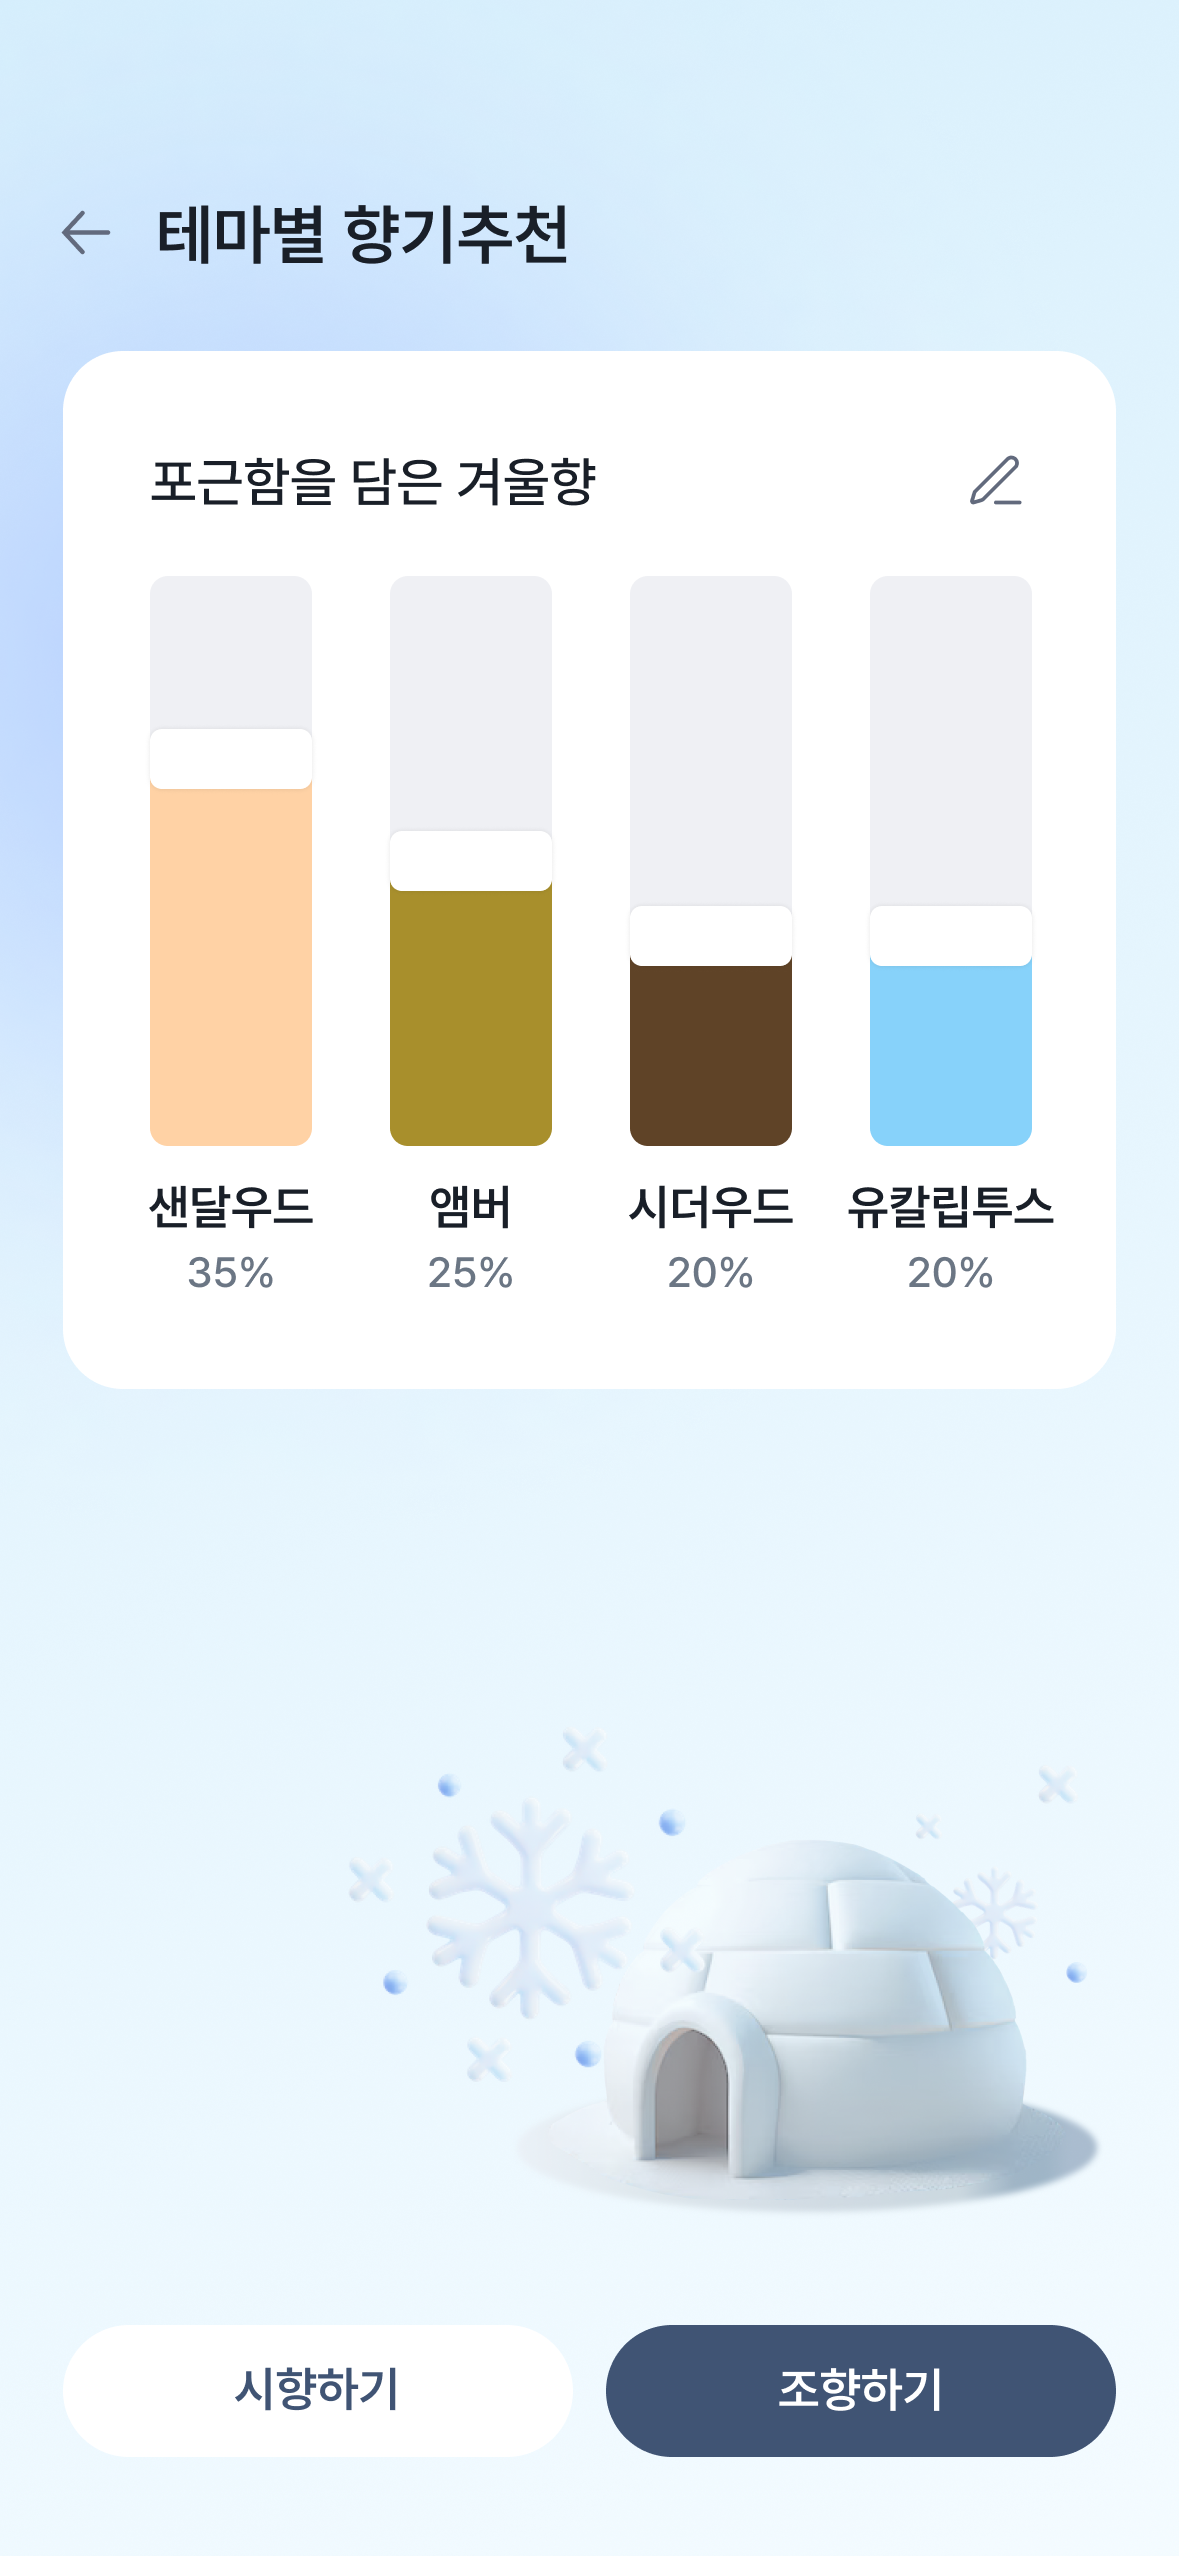 테마별 향기추천
포근함을 담은 겨울향
샌달우드 앰버 시더우드 유칼립투스
35% 25% 20% 20%
시향하기 조향하기